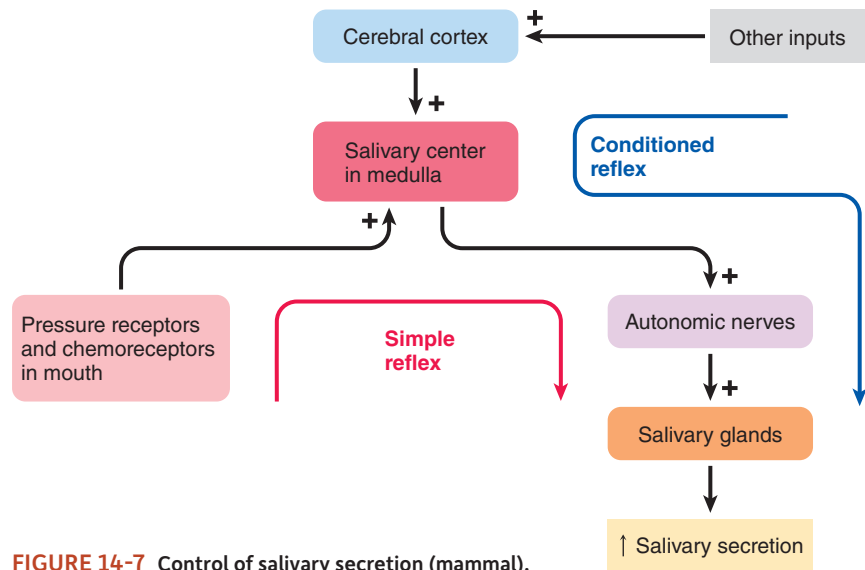 +
Cerebral cortex
Other inputs
+
Salivary center
in medulla
Conditioned
reflex
+
+
Pressure receptors
and chemoreceptors
in mouth
Simple
reflex
Autonomic nerves
+
Salivary glands
↑ Salivary secretion
FIGURE 14-7 Control of salivary secretion (mammal).